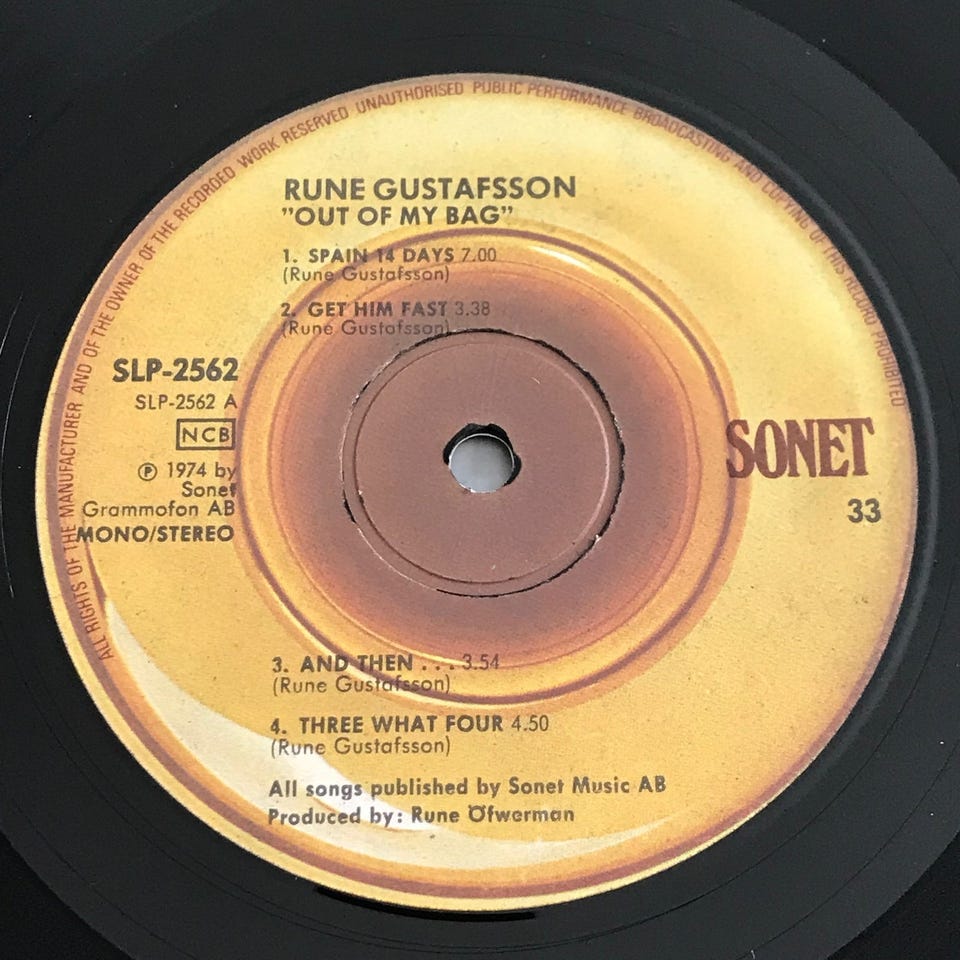 ALL RIGHTS OF THE MANUFACTURER AND OF THE OWNER OF THE RECORDED WORK RESERVED UNAUTHORISED PUBLIC PERFORMANCE BROADCASTING AND COPYING OF THIS RECORD PROHIBITED
RUNE GUSTAFSSON
"OUT OF MY BAG"
1. SPAIN 14 DAYS 7.00
(Rune Gustafsson)
2. GET HIM FAST 3.38
(Rune Gustafsson)
SLP-2562
SLP-2562 A
NCB
℗ 1974 by
Sonet
Grammofon AB
MONO/STEREO
SONET
33
3. AND THEN . . . 3.54
(Rune Gustafsson)
4. THREE WHAT FOUR 4.50
(Rune Gustafsson)
All songs published by Sonet Music AB
Produced by: Rune Öfwerman